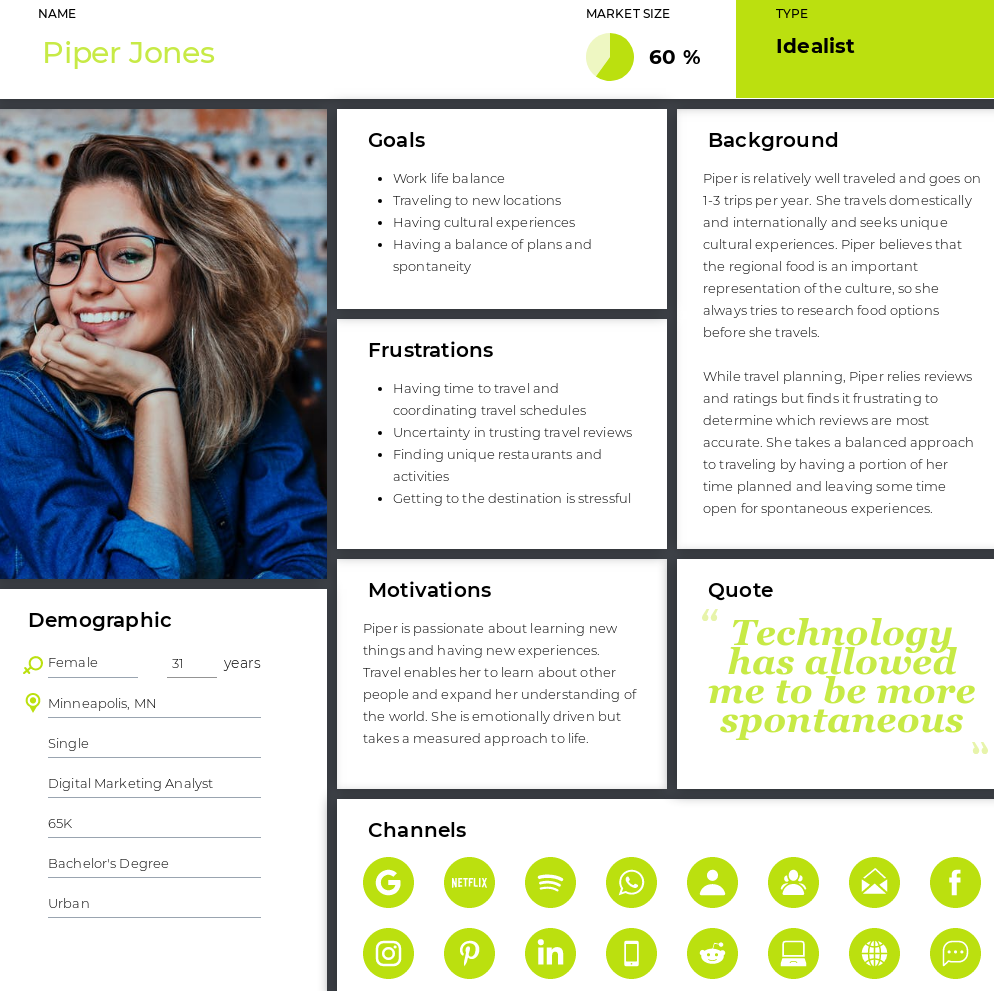 NAME
Piper Jones
MARKET SIZE
60 %
TYPE
Idealist
Goals
Work life balance
Traveling to new locations
Having cultural experiences
Having a balance of plans and
spontaneity
Frustrations
Having time to travel and
coordinating travel schedules
Uncertainty in trusting travel reviews
Finding unique restaurants and
activities
Getting to the destination is stressful
Background
Piper is relatively well traveled and goes on
1-3 trips per year. She travels domestically
and internationally and seeks unique
cultural experiences. Piper believes that
the regional food is an important
representation of the culture, so she
always tries to research food options
before she travels.
While travel planning, Piper relies reviews
and ratings but finds it frustrating to
determine which reviews are most
accurate. She takes a balanced approach
to traveling by having a portion of her
time planned and leaving some time
open for spontaneous experiences.
Demographic
Female
31 years
Minneapolis, MN
Single
Digital Marketing Analyst
65K
Bachelor's Degree
Urban
Motivations
Piper is passionate about learning new
things and having new experiences.
Travel enables her to learn about other
people and expand her understanding of
the world. She is emotionally driven but
takes a measured approach to life.
Quote
“ Technology
has allowed
me to be more
spontaneous
”
Channels
G
NETFLIX
f
in